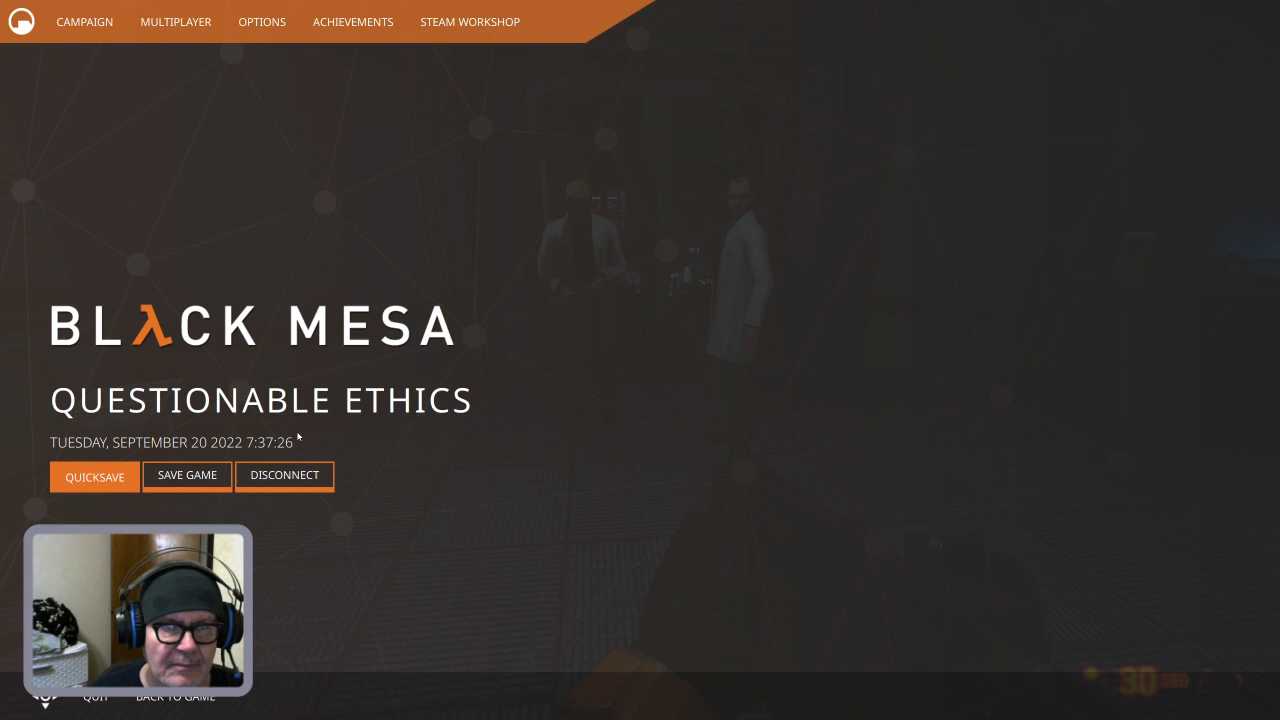 CAMPAIGN MULTIPLAYER OPTIONS ACHIEVEMENTS STEAM WORKSHOP
BLλCK MESA
QUESTIONABLE ETHICS
TUESDAY, SEPTEMBER 20 2022 7:37:26
QUICKSAVE SAVE GAME DISCONNECT
QUIT BACK TO GAME
30